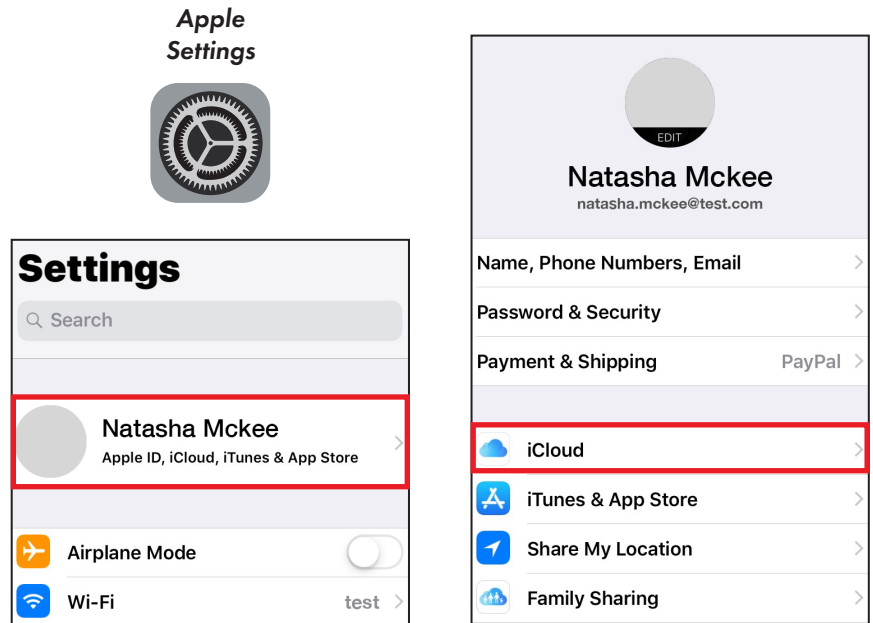 Apple
Settings
Settings
Search
Natasha Mckee
Apple ID, iCloud, iTunes & App Store
Airplane Mode
Wi-Fi test
EDIT
Natasha Mckee
natasha.mckee@test.com
Name, Phone Numbers, Email
Password & Security
Payment & Shipping PayPal
iCloud
iTunes & App Store
Share My Location
Family Sharing